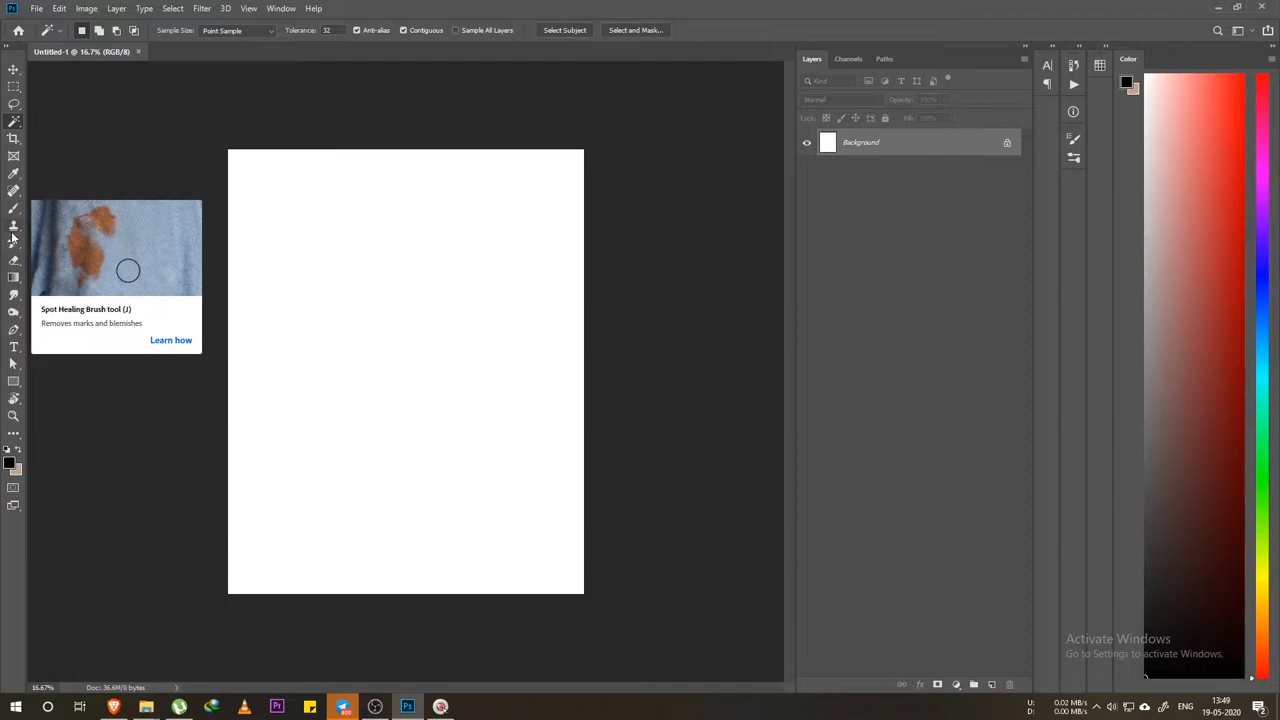 Ps File Edit Image Layer Type Select Filter 3D View Window Help
Sample Size: Point Sample Tolerance: 32 Anti-alias Contiguous Sample All Layers Select Subject Select and Mask...
Untitled-1 @ 16.7% (RGB/8) ×
Layers Channels Paths
Color
Kind
Normal Opacity: 100%
Lock: Fill: 100%
Background
Spot Healing Brush tool (J)
Removes marks and blemishes
Learn how
Activate Windows
Go to Settings to activate Windows.
16.67% Doc: 36.6M/0 bytes
Pr
Ps
U: 0.02 MB/s
D: 0.00 MB/s
13:49
19-05-2020